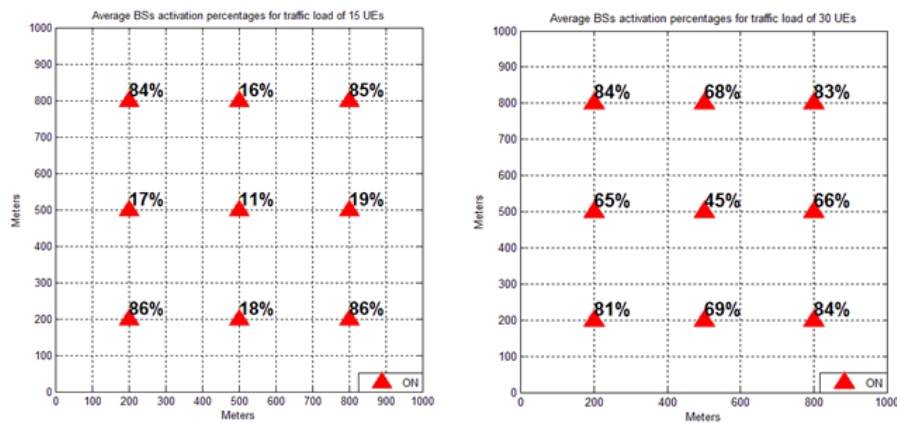 Average BSs activation percentages for traffic load of 15 UEs
1000
900
800
700
600
500
400
300
200
100
0
Meters
84% 16% 85%
17% 11% 19%
86% 18% 86%
ON
0 100 200 300 400 500 600 700 800 900 1000
Meters
Average BSs activation percentages for traffic load of 30 UEs
1000
900
800
700
600
500
400
300
200
100
0
Meters
84% 68% 83%
65% 45% 66%
81% 69% 84%
ON
0 200 400 600 800 1000
Meters